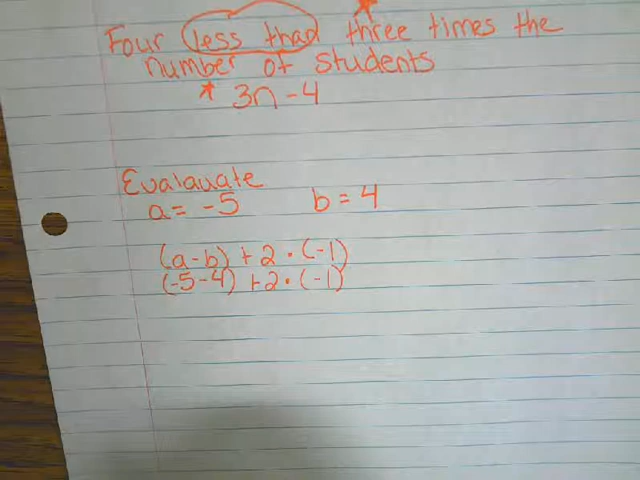 Four less than three times the
number of students
* 3n - 4
Evalauate
a = -5 b = 4
(a-b) + 2 · (-1)
(-5-4) + 2 · (-1)